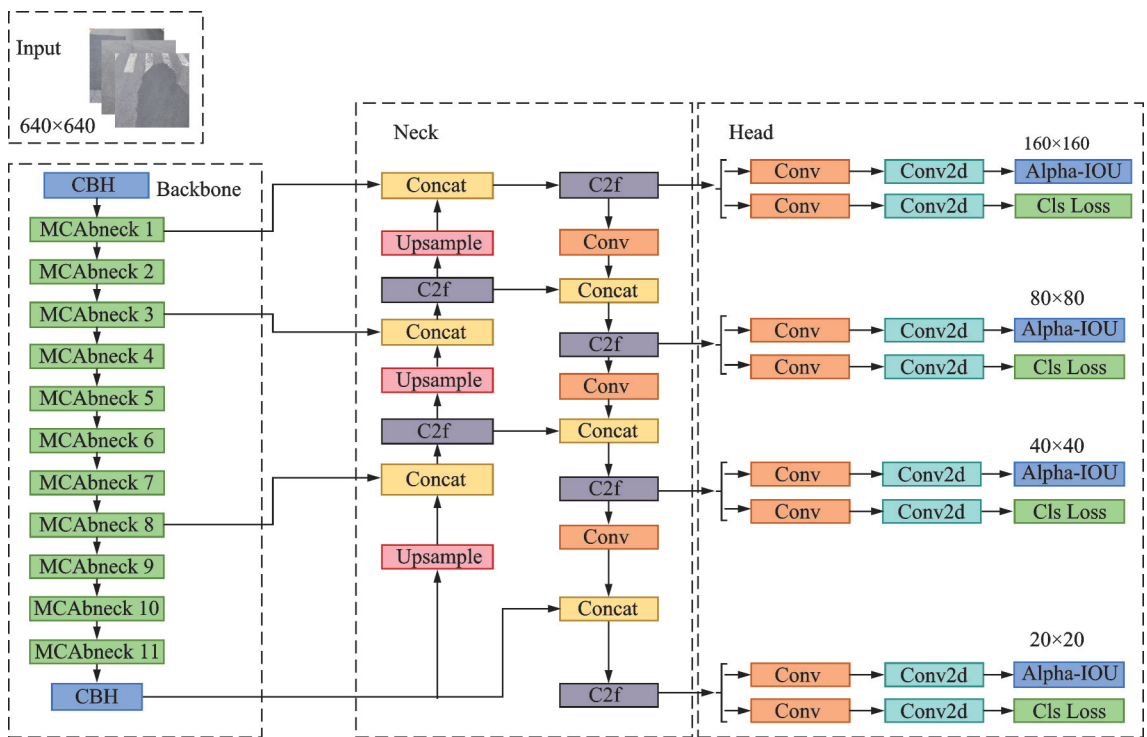 Input
640×640
CBH
Backbone
MCAbneck 1
MCAbneck 2
MCAbneck 3
MCAbneck 4
MCAbneck 5
MCAbneck 6
MCAbneck 7
MCAbneck 8
MCAbneck 9
MCAbneck 10
MCAbneck 11
CBH
Neck
Concat
Upsample
C2f
Concat
Upsample
C2f
Concat
Upsample
C2f
Conv
Concat
C2f
Conv
Concat
C2f
Conv
Concat
C2f
Head
160×160
Conv
Conv2d
Alpha-IOU
Conv
Conv2d
Cls Loss
80×80
Conv
Conv2d
Alpha-IOU
Conv
Conv2d
Cls Loss
40×40
Conv
Conv2d
Alpha-IOU
Conv
Conv2d
Cls Loss
20×20
Conv
Conv2d
Alpha-IOU
Conv
Conv2d
Cls Loss